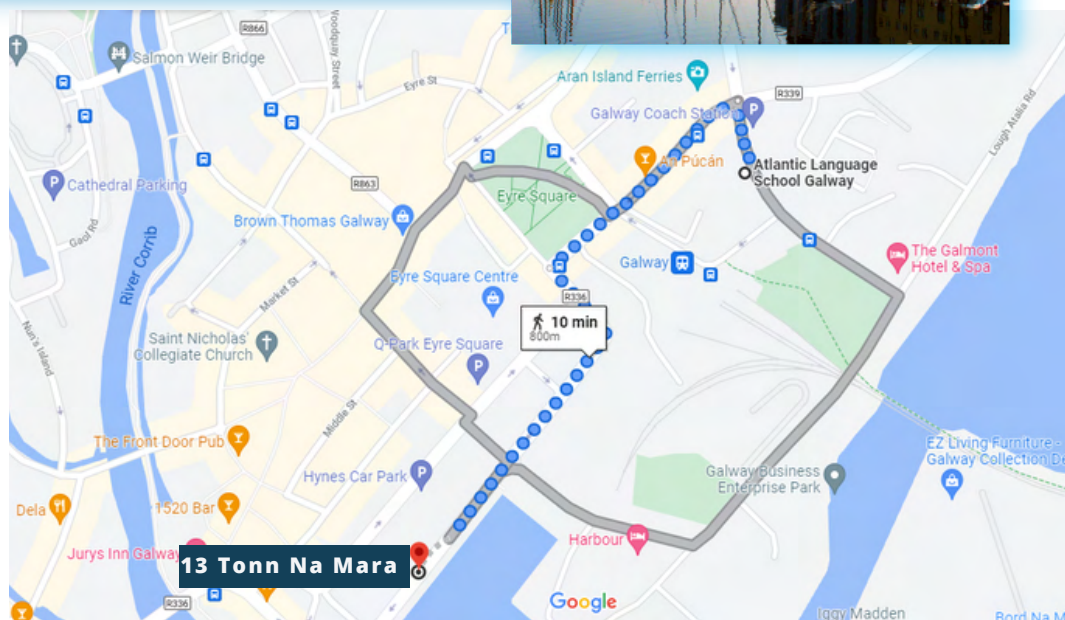 R866
Voodquay Street
Salmon Weir Bridge
Eyre St
Aran Island Ferries
R339
Galway Coach Station
Lough Atalia Rd
An Púcán
Atlantic Language
School Galway
Cathedral Parking
R863
Eyre Square
Brown Thomas Galway
Gaol Rd
River Corrib
The Galmont
Hotel & Spa
Galway
Eyre Square Centre
Market St
R336
10 min
800m
Nun's Island
Saint Nicholas'
Collegiate Church
Q-Park Eyre Square
Middle St
The Front Door Pub
EZ Living Furniture -
Galway Collection De
Hynes Car Park
Galway Business
Enterprise Park
Dela
1520 Bar
Harbour
Jurys Inn Galway
13 Tonn Na Mara
R336
Google
Iggy Madden
Bord Na M